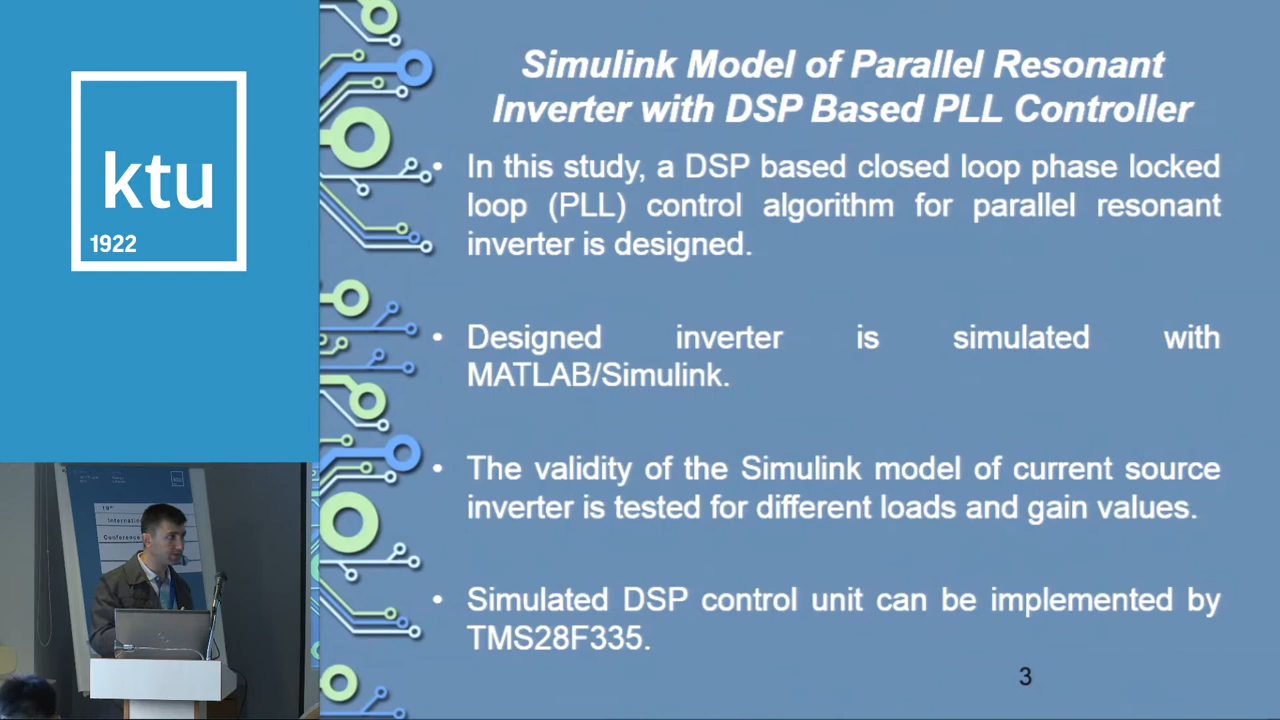 ktu
1922
Simulink Model of Parallel Resonant
Inverter with DSP Based PLL Controller
• In this study, a DSP based closed loop phase locked
loop (PLL) control algorithm for parallel resonant
inverter is designed.
• Designed inverter is simulated with
MATLAB/Simulink.
• The validity of the Simulink model of current source
inverter is tested for different loads and gain values.
• Simulated DSP control unit can be implemented by
TMS28F335.
3
19th
Internation
Conference